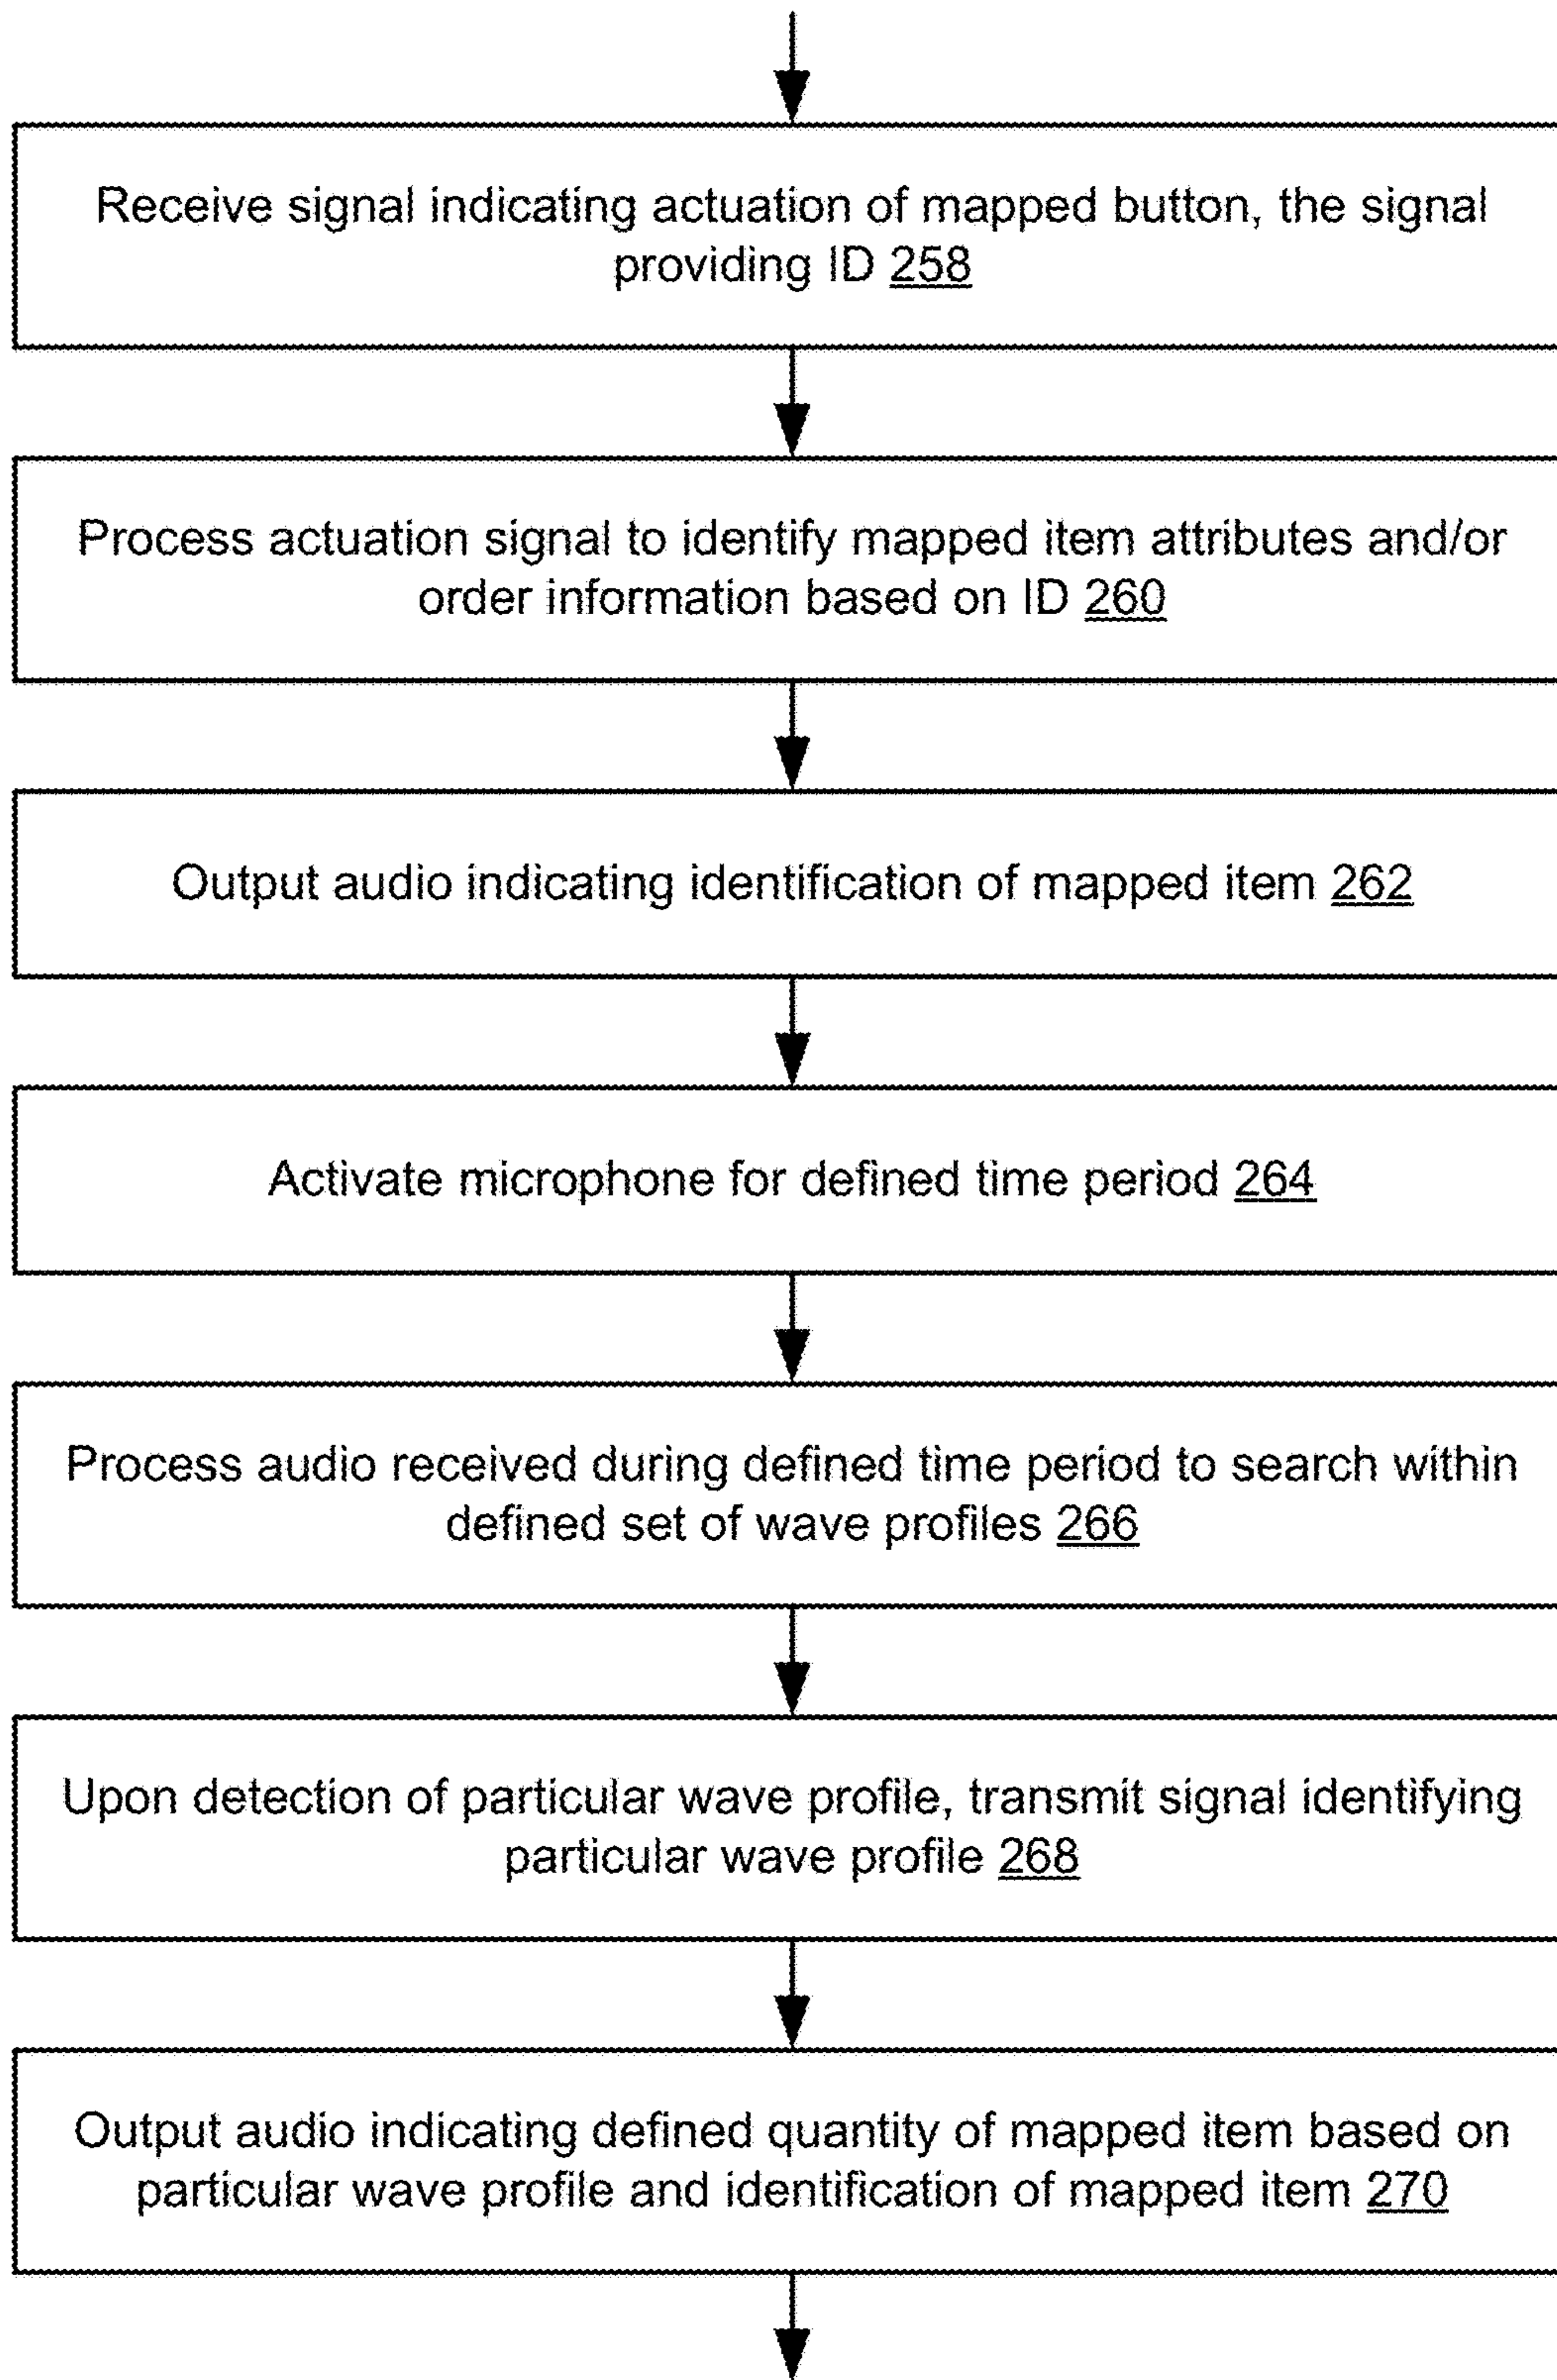 Receive signal indicating actuation of mapped button, the signal
providing ID 258
Process actuation signal to identify mapped item attributes and/or
order information based on ID 260
Output audio indicating identification of mapped item 262
Activate microphone for defined time period 264
Process audio received during defined time period to search within
defined set of wave profiles 266
Upon detection of particular wave profile, transmit signal identifying
particular wave profile 268
Output audio indicating defined quantity of mapped item based on
particular wave profile and identification of mapped item 270